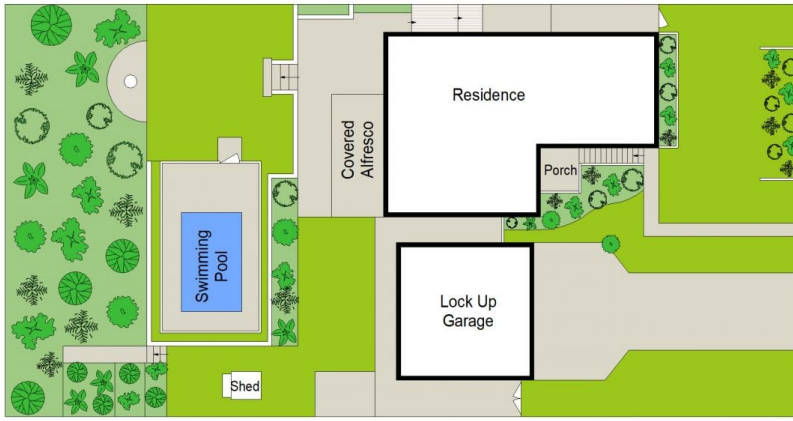 Residence
Covered
Alfresco
Porch
Swimming
Pool
Lock Up
Garage
Shed